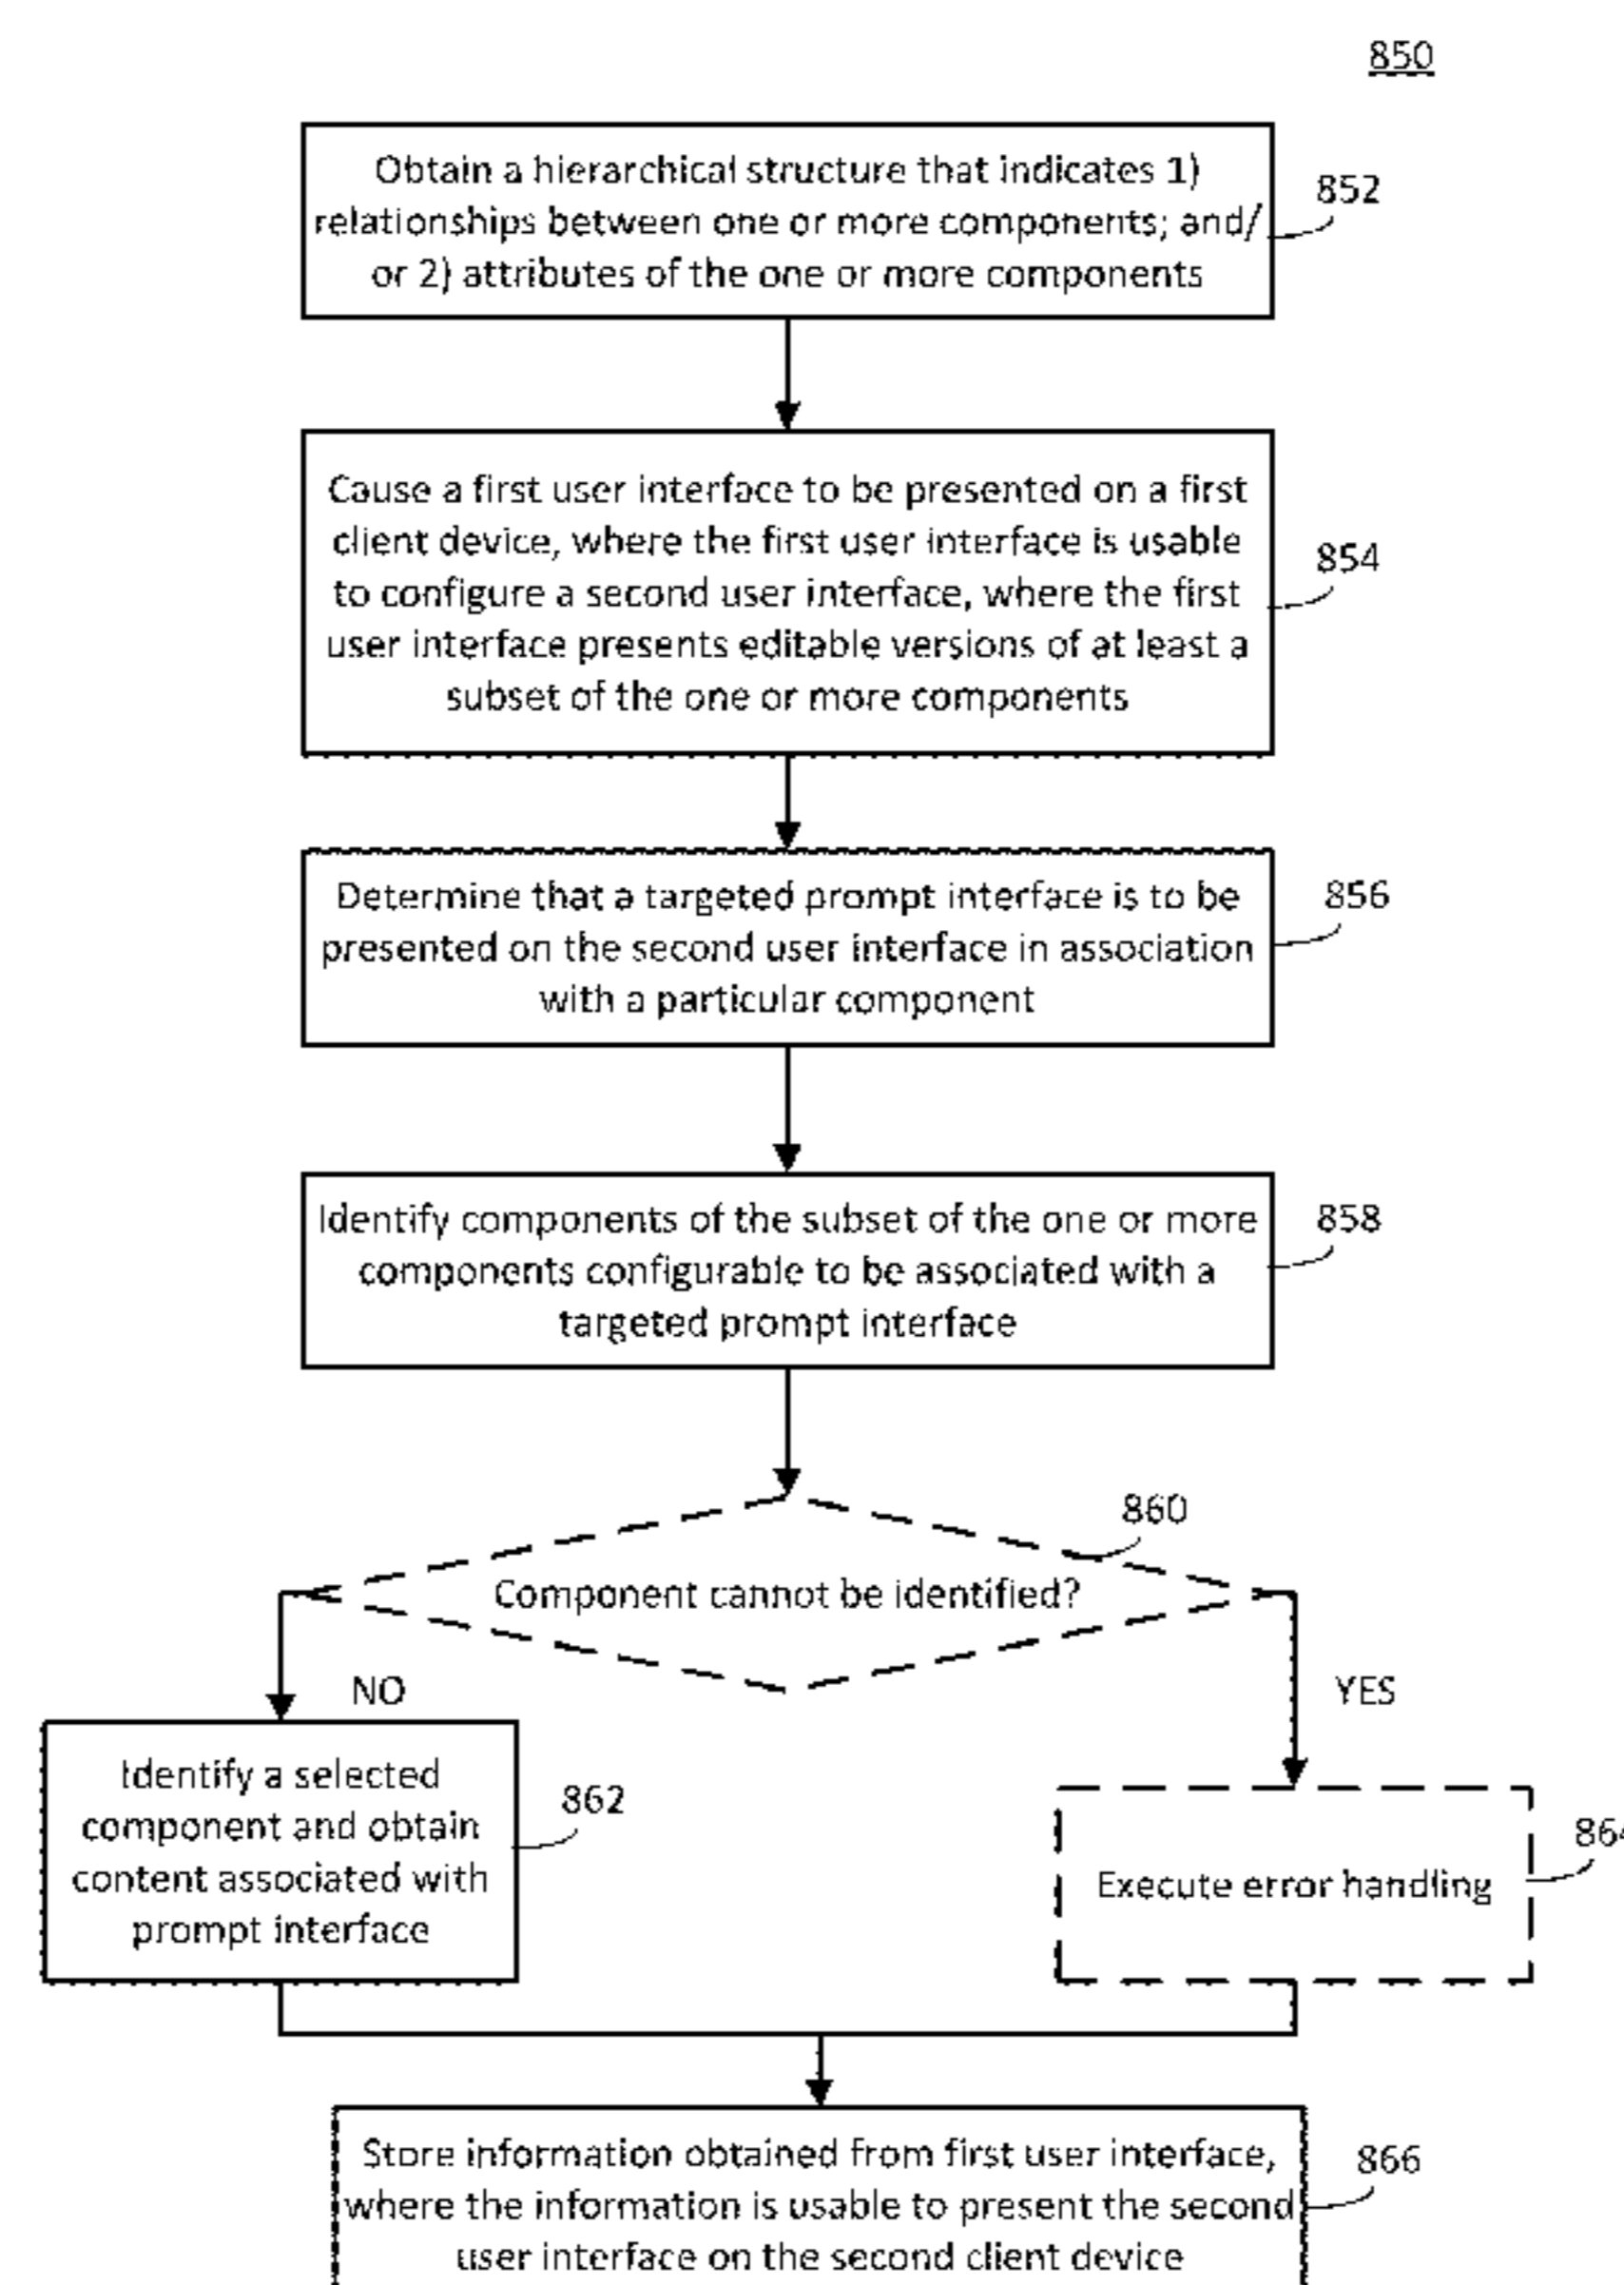 850
Obtain a hierarchical structure that indicates 1)
relationships between one or more components; and/
or 2) attributes of the one or more components
852
Cause a first user interface to be presented on a first
client device, where the first user interface is usable
to configure a second user interface, where the first
user interface presents editable versions of at least a
subset of the one or more components
854
Determine that a targeted prompt interface is to be
presented on the second user interface in association
with a particular component
856
Identify components of the subset of the one or more
components configurable to be associated with a
targeted prompt interface
858
860
Component cannot be identified?
NO
YES
Identify a selected
component and obtain
content associated with
prompt interface
862
Execute error handling
Store information obtained from first user interface,
where the information is usable to present the second
user interface on the second client device
866